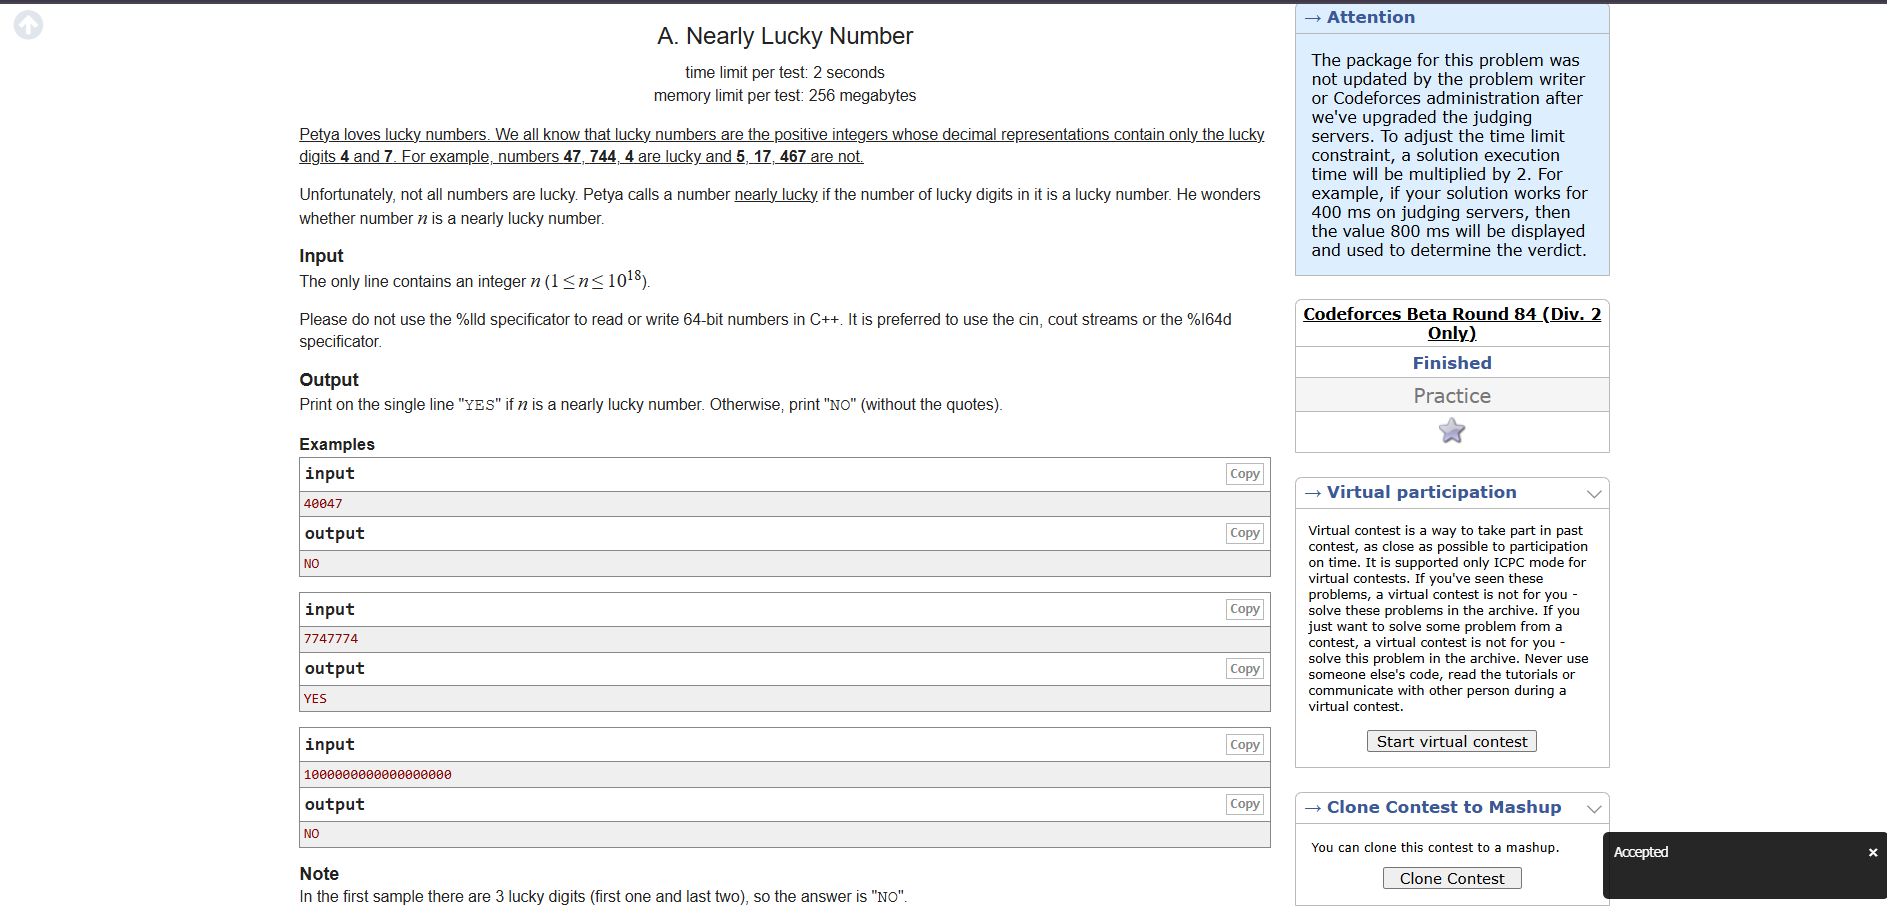 A. Nearly Lucky Number
time limit per test: 2 seconds
memory limit per test: 256 megabytes
Petya loves lucky numbers. We all know that lucky numbers are the positive integers whose decimal representations contain only the lucky
digits 4 and 7. For example, numbers 47, 744, 4 are lucky and 5, 17, 467 are not.
Unfortunately, not all numbers are lucky. Petya calls a number nearly lucky if the number of lucky digits in it is a lucky number. He wonders
whether number n is a nearly lucky number.
Input
The only line contains an integer n (1 ≤ n ≤ 10¹⁸).
Please do not use the %lld specificator to read or write 64-bit numbers in С++. It is preferred to use the cin, cout streams or the %I64d
specificator.
Output
Print on the single line "YES" if n is a nearly lucky number. Otherwise, print "NO" (without the quotes).
Examples
input
Copy
40047
output
Copy
NO
input
Copy
7747774
output
Copy
YES
input
Copy
1000000000000000000
output
Copy
NO
Note
In the first sample there are 3 lucky digits (first one and last two), so the answer is "NO".
→ Attention
The package for this problem was
not updated by the problem writer
or Codeforces administration after
we've upgraded the judging
servers. To adjust the time limit
constraint, a solution execution
time will be multiplied by 2. For
example, if your solution works for
400 ms on judging servers, then
the value 800 ms will be displayed
and used to determine the verdict.
Codeforces Beta Round 84 (Div. 2
Only)
Finished
Practice
→ Virtual participation
Virtual contest is a way to take part in past
contest, as close as possible to participation
on time. It is supported only ICPC mode for
virtual contests. If you've seen these
problems, a virtual contest is not for you -
solve these problems in the archive. If you
just want to solve some problem from a
contest, a virtual contest is not for you -
solve this problem in the archive. Never use
someone else's code, read the tutorials or
communicate with other person during a
virtual contest.
Start virtual contest
→ Clone Contest to Mashup
You can clone this contest to a mashup.
Clone Contest
Accepted ×